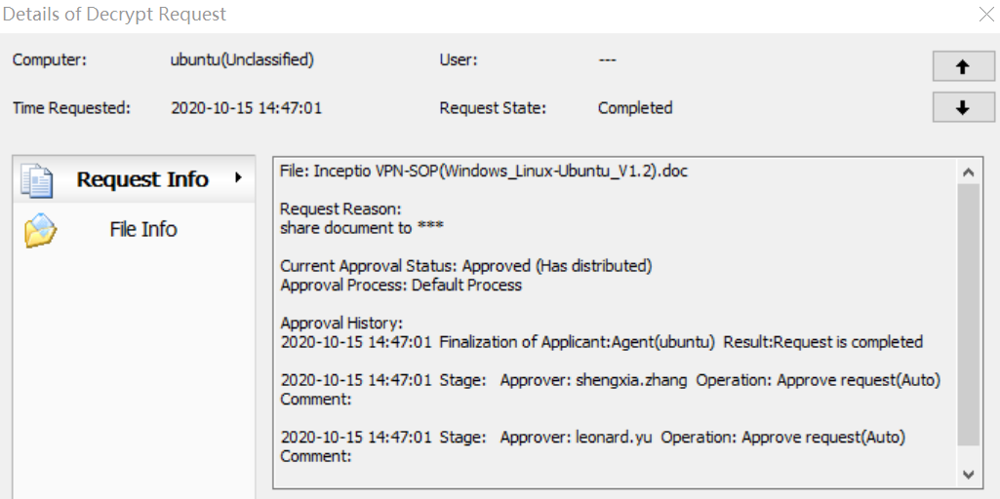 Details of Decrypt Request
Computer: ubuntu(Unclassified) User: ---
Time Requested: 2020-10-15 14:47:01 Request State: Completed
Request Info
File Info
File: Inceptio VPN-SOP(Windows_Linux-Ubuntu_V1.2).doc
Request Reason:
share document to ***
Current Approval Status: Approved (Has distributed)
Approval Process: Default Process
Approval History:
2020-10-15 14:47:01 Finalization of Applicant:Agent(ubuntu) Result:Request is completed
2020-10-15 14:47:01 Stage: Approver: shengxia.zhang Operation: Approve request(Auto)
Comment:
2020-10-15 14:47:01 Stage: Approver: leonard.yu Operation: Approve request(Auto)
Comment: